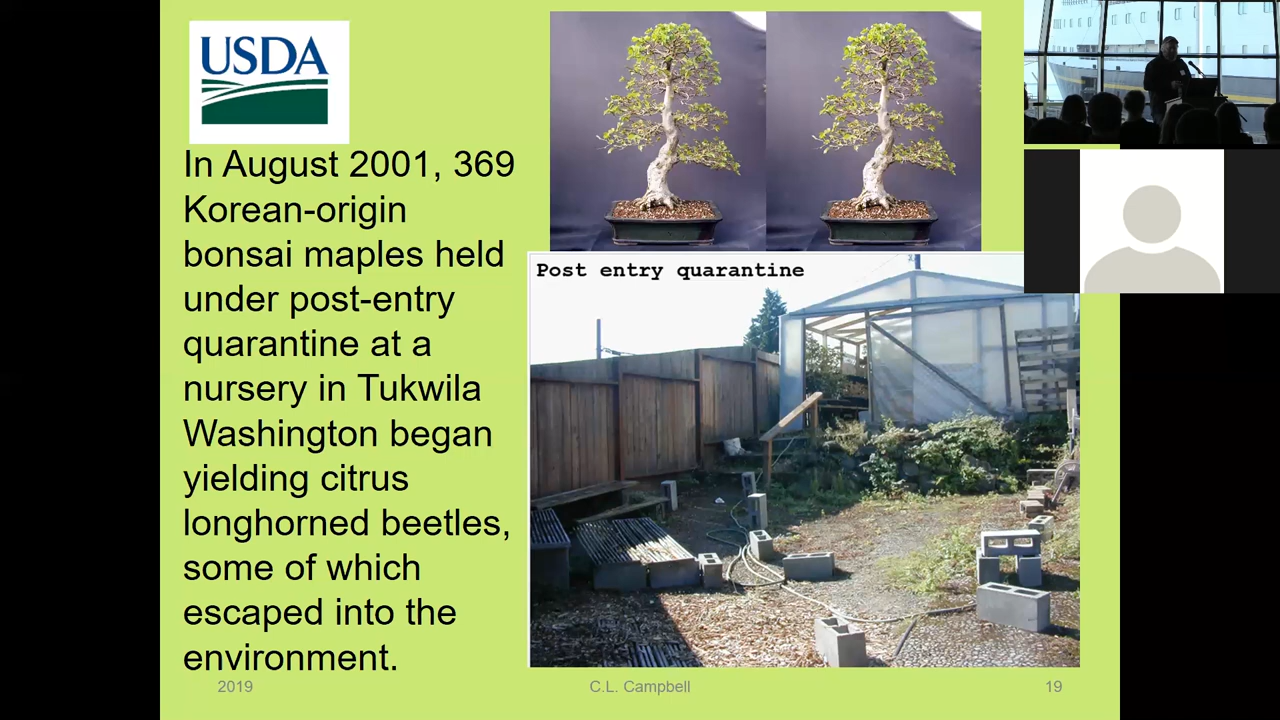 USDA
In August 2001, 369
Korean-origin
bonsai maples held
under post-entry
quarantine at a
nursery in Tukwila
Washington began
yielding citrus
longhorned beetles,
some of which
escaped into the
environment.
Post entry quarantine
2019
C.L. Campbell
19